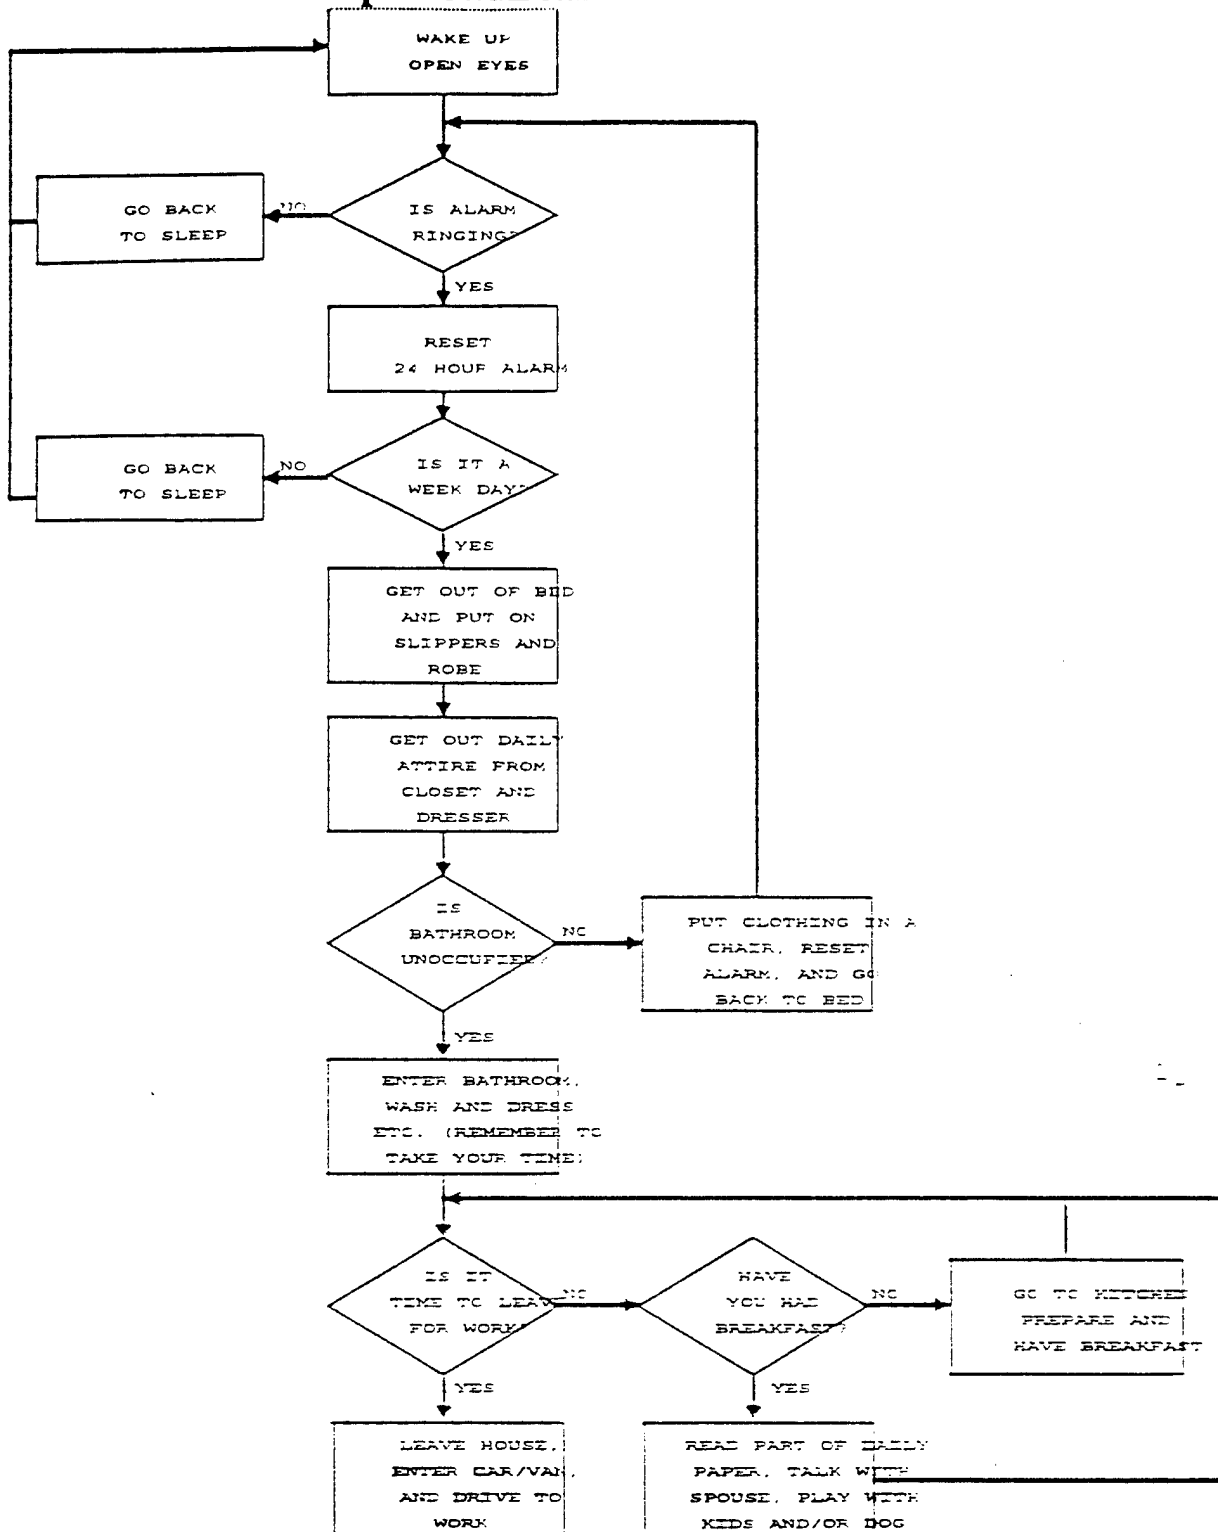 WAKE UP
OPEN EYES
GO BACK
TO SLEEP
NO
IS ALARM
RINGING?
YES
RESET
24 HOUR ALARM
GO BACK
TO SLEEP
NO
IS IT A
WEEK DAY?
YES
GET OUT OF BED
AND PUT ON
SLIPPERS AND
ROBE
GET OUT DAILY
ATTIRE FROM
CLOSET AND
DRESSER
IS
BATHROOM
UNOCCUPIED?
NO
PUT CLOTHING IN A
CHAIR, RESET
ALARM, AND GO
BACK TO BED
YES
ENTER BATHROOM,
WASH AND DRESS
ETC. (REMEMBER TO
TAKE YOUR TIME)
IS IT
TIME TO LEAVE
FOR WORK?
NO
HAVE
YOU HAD
BREAKFAST?
NO
GO TO KITCHEN
PREPARE AND
HAVE BREAKFAST
YES
YES
LEAVE HOUSE,
ENTER CAR/VAN,
AND DRIVE TO
WORK
READ PART OF DAILY
PAPER, TALK WITH
SPOUSE, PLAY WITH
KIDS AND/OR DOG